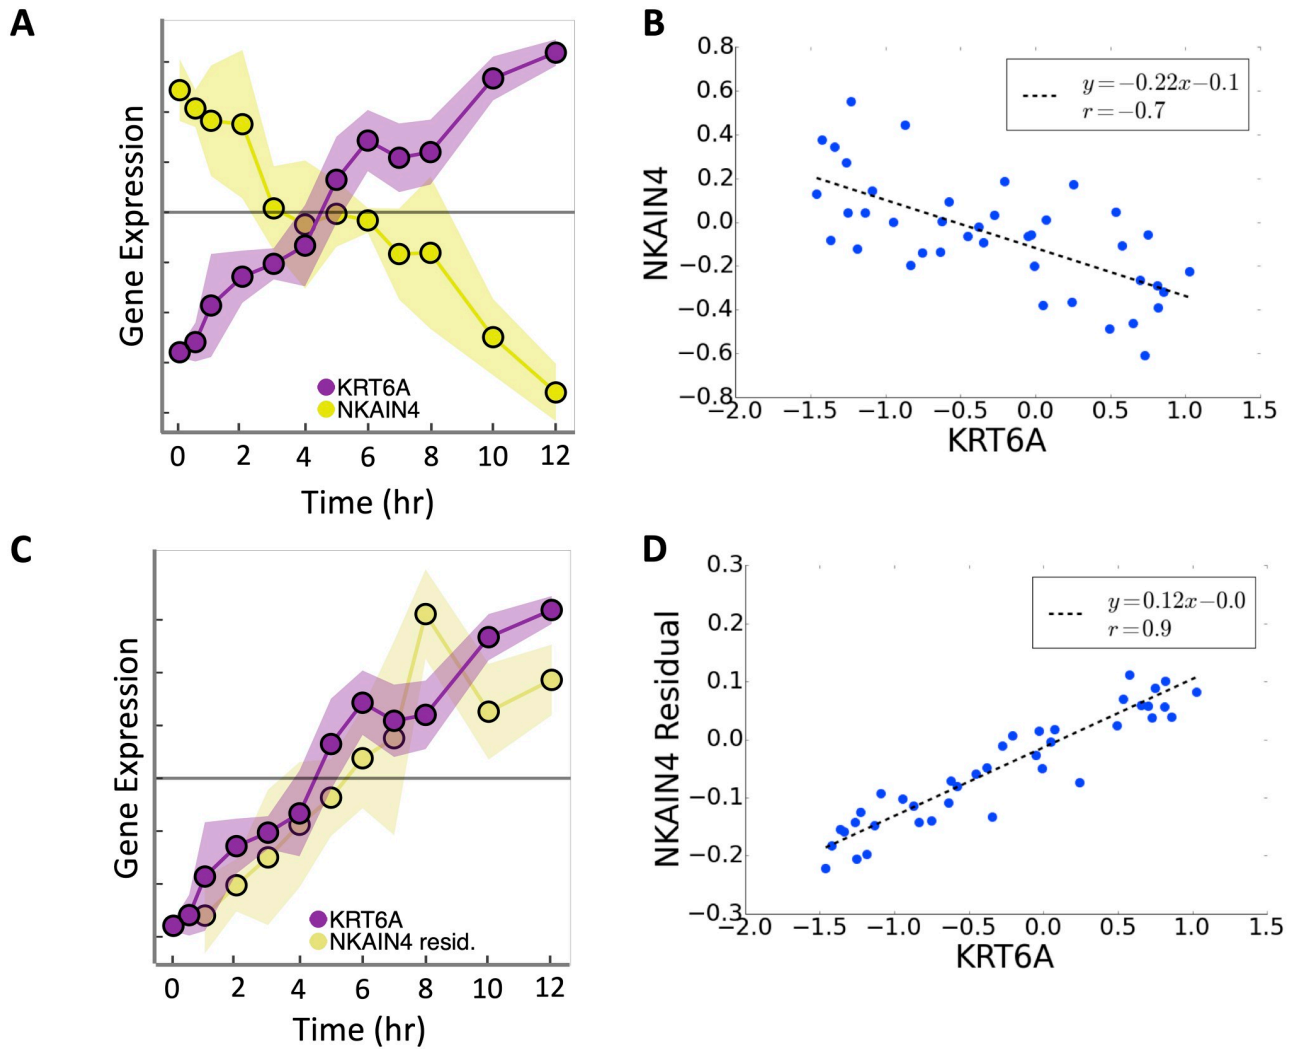 A
Gene Expression
KRT6A
NKAIN4
0 2 4 6 8 10 12
Time (hr)
B
NKAIN4
0.8
0.6
0.4
0.2
0.0
−0.2
−0.4
−0.6
−0.8
y=−0.22x−0.1
r=−0.7
−2.0 −1.5 −1.0 −0.5 0.0 0.5 1.0 1.5
KRT6A
C
Gene Expression
KRT6A
NKAIN4 resid.
0 2 4 6 8 10 12
Time (hr)
D
NKAIN4 Residual
0.3
0.2
0.1
0.0
−0.1
−0.2
−0.3
y=0.12x−0.0
r=0.9
−2.0 −1.5 −1.0 −0.5 0.0 0.5 1.0 1.5
KRT6A